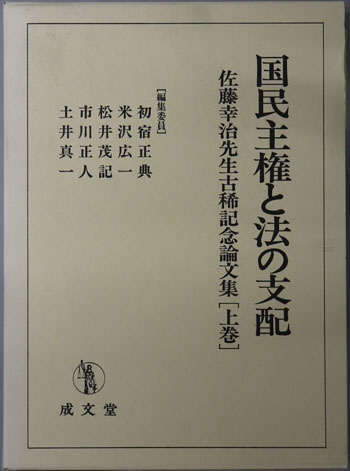 国民主権と法の支配
佐藤幸治先生古稀記念論文集［上巻］
［編集委員］
初宿正典
米沢広一
松井茂記
市川正人
土井真一
成文堂